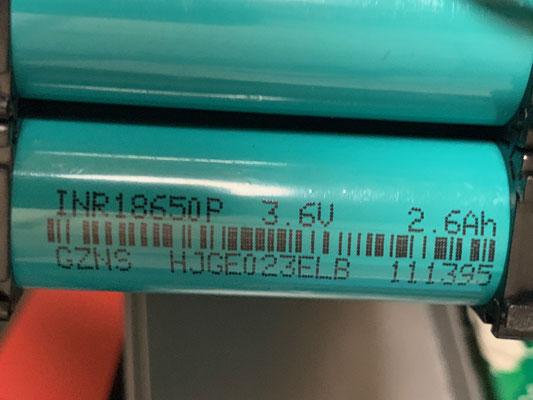 INR18650P 3.6V 2.6Ah
GZNS HJGE023ELB 111395